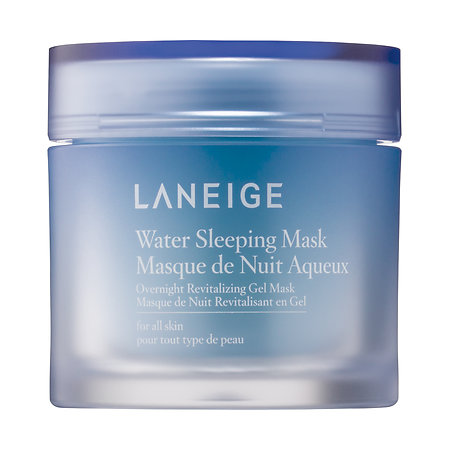 LANEIGE
Water Sleeping Mask
Masque de Nuit Aqueux
Overnight Revitalizing Gel Mask
Masque de Nuit Revitalisant en Gel
for all skin
pour tout type de peau